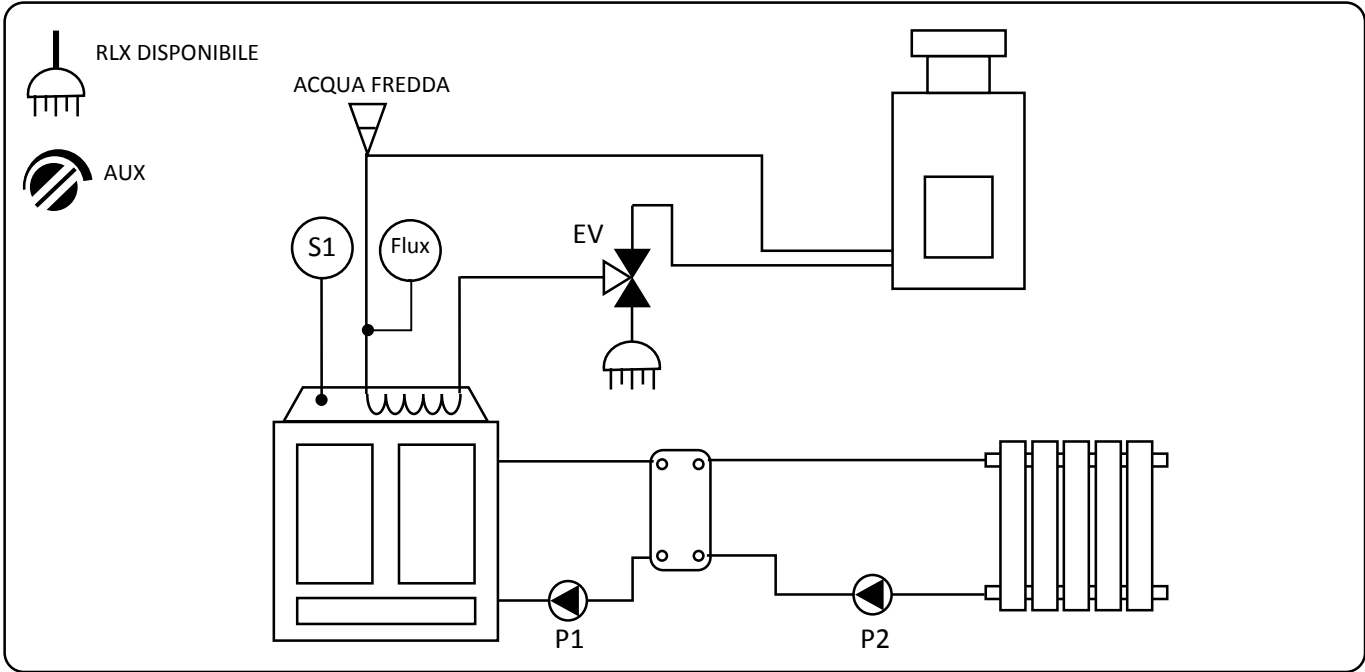 RLX DISPONIBILE
ACQUA FREDDA
AUX
S1
Flux
EV
P1
P2